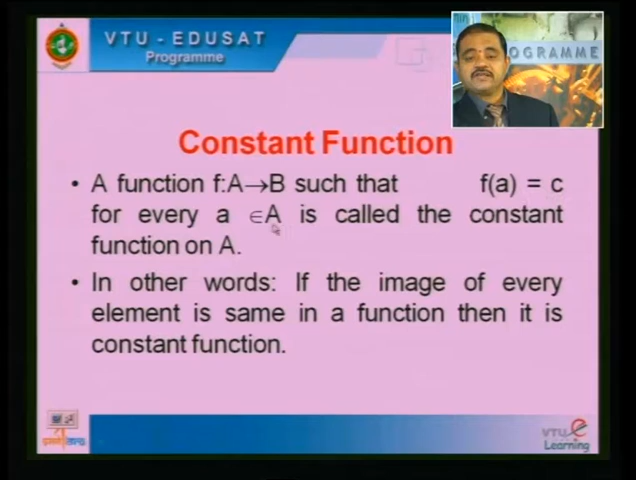 VTU - EDUSAT
Programme
PROGRAMME
Constant Function
• A function f:A→B such that f(a) = c
for every a ∈A is called the constant
function on A.
• In other words: If the image of every
element is same in a function then it is
constant function.
VTU e
Learning